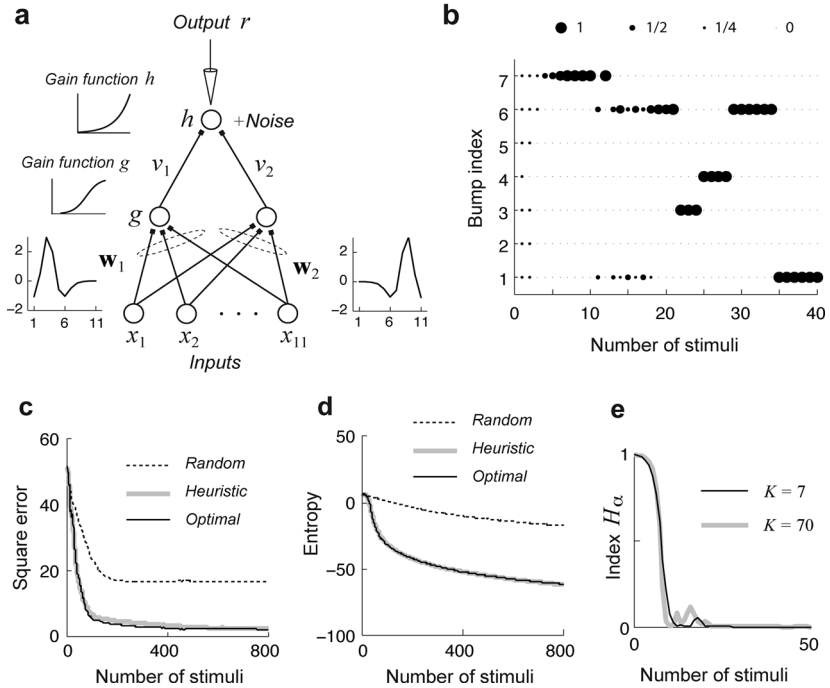 a
Output r
Gain function h
h
+Noise
Gain function g
v1
v2
g
w1
w2
2
0
−2
1
6
11
2
0
−2
1
6
11
x1
x2
· · ·
x11
Inputs
b
1
1/2
1/4
0
Bump index
7
6
5
4
3
2
1
0
10
20
30
40
Number of stimuli
c
Square error
60
40
20
0
Random
Heuristic
Optimal
0
400
800
Number of stimuli
d
Entropy
50
0
−50
−100
Random
Heuristic
Optimal
0
400
800
Number of stimuli
e
Index Hα
1
0
K = 7
K = 70
0
50
Number of stimuli